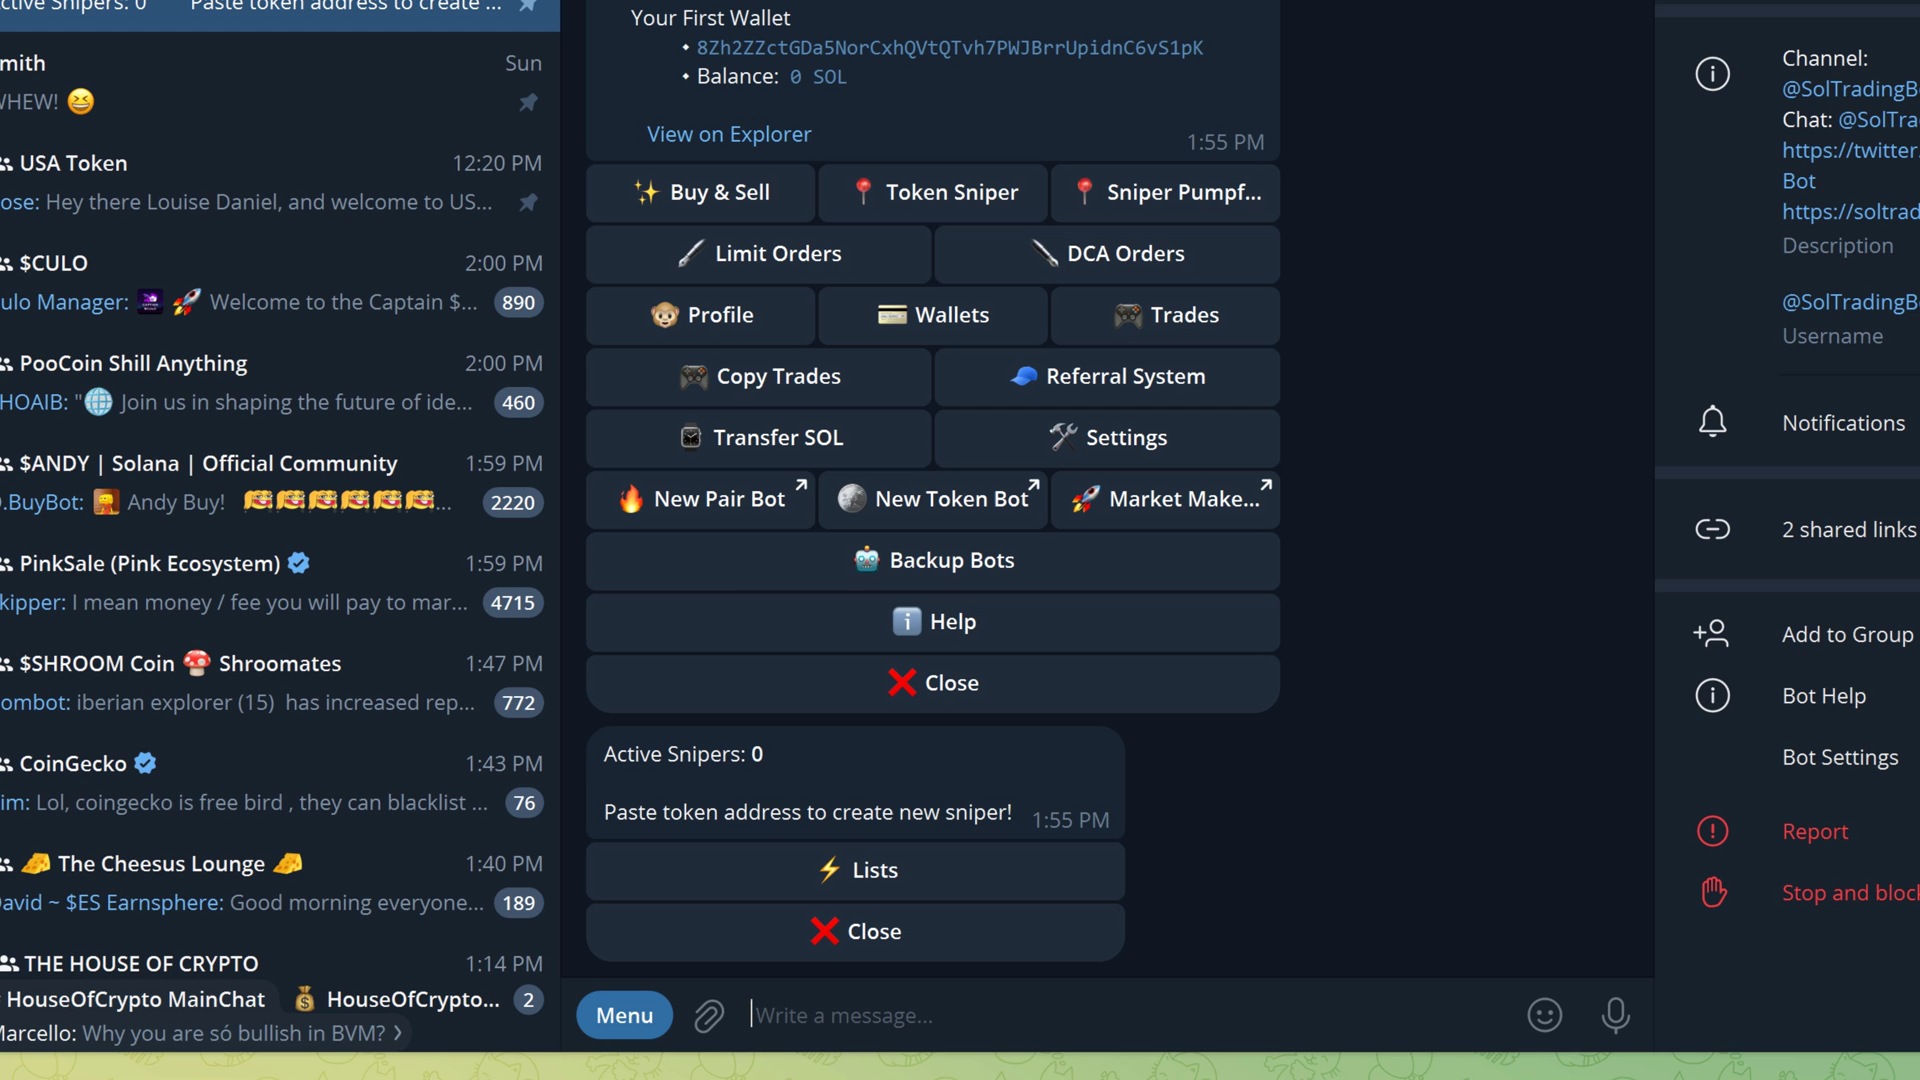 ctive Snipers: 0 Paste token address to create ...
mith Sun
WHEW! 😆
USA Token 12:20 PM
ose: Hey there Louise Daniel, and welcome to US...
$CULO 2:00 PM
ulo Manager: 🚀 Welcome to the Captain $... 890
PooCoin Shill Anything 2:00 PM
HOAIB: "🌐 Join us in shaping the future of ide... 460
$ANDY | Solana | Official Community 1:59 PM
.BuyBot: Andy Buy! ... 2220
PinkSale (Pink Ecosystem) 1:59 PM
kipper: I mean money / fee you will pay to mar... 4715
$SHROOM Coin 🍄 Shroomates 1:47 PM
ombot: iberian explorer (15) has increased rep... 772
CoinGecko 1:43 PM
im: Lol, coingecko is free bird , they can blacklist ... 76
🧀 The Cheesus Lounge 🧀 1:40 PM
David ~ $ES Earnsphere: Good morning everyone... 189
THE HOUSE OF CRYPTO 1:14 PM
HouseOfCrypto MainChat 💰 HouseOfCrypto... 2
Marcello: Why you are só bullish in BVM? >
Your First Wallet
• 8Zh2ZZctGDa5NorCxhQVtQTvh7PWJBrrUpidnC6vS1pK
• Balance: 0 SOL
View on Explorer 1:55 PM
✨ Buy & Sell 📍 Token Sniper 📍 Sniper Pumpf...
Limit Orders DCA Orders
🐵 Profile 💳 Wallets 🎮 Trades
🎮 Copy Trades 🧢 Referral System
⌚ Transfer SOL 🛠 Settings
🔥 New Pair Bot 🌕 New Token Bot 🚀 Market Make...
🤖 Backup Bots
ℹ️ Help
❌ Close
Active Snipers: 0
Paste token address to create new sniper! 1:55 PM
⚡ Lists
❌ Close
Menu Write a message...
Channel:
@SolTradingB
Chat: @SolTra
https://twitter.
Bot
https://soltrad
Description
@SolTradingB
Username
Notifications
2 shared links
Add to Group
Bot Help
Bot Settings
Report
Stop and block